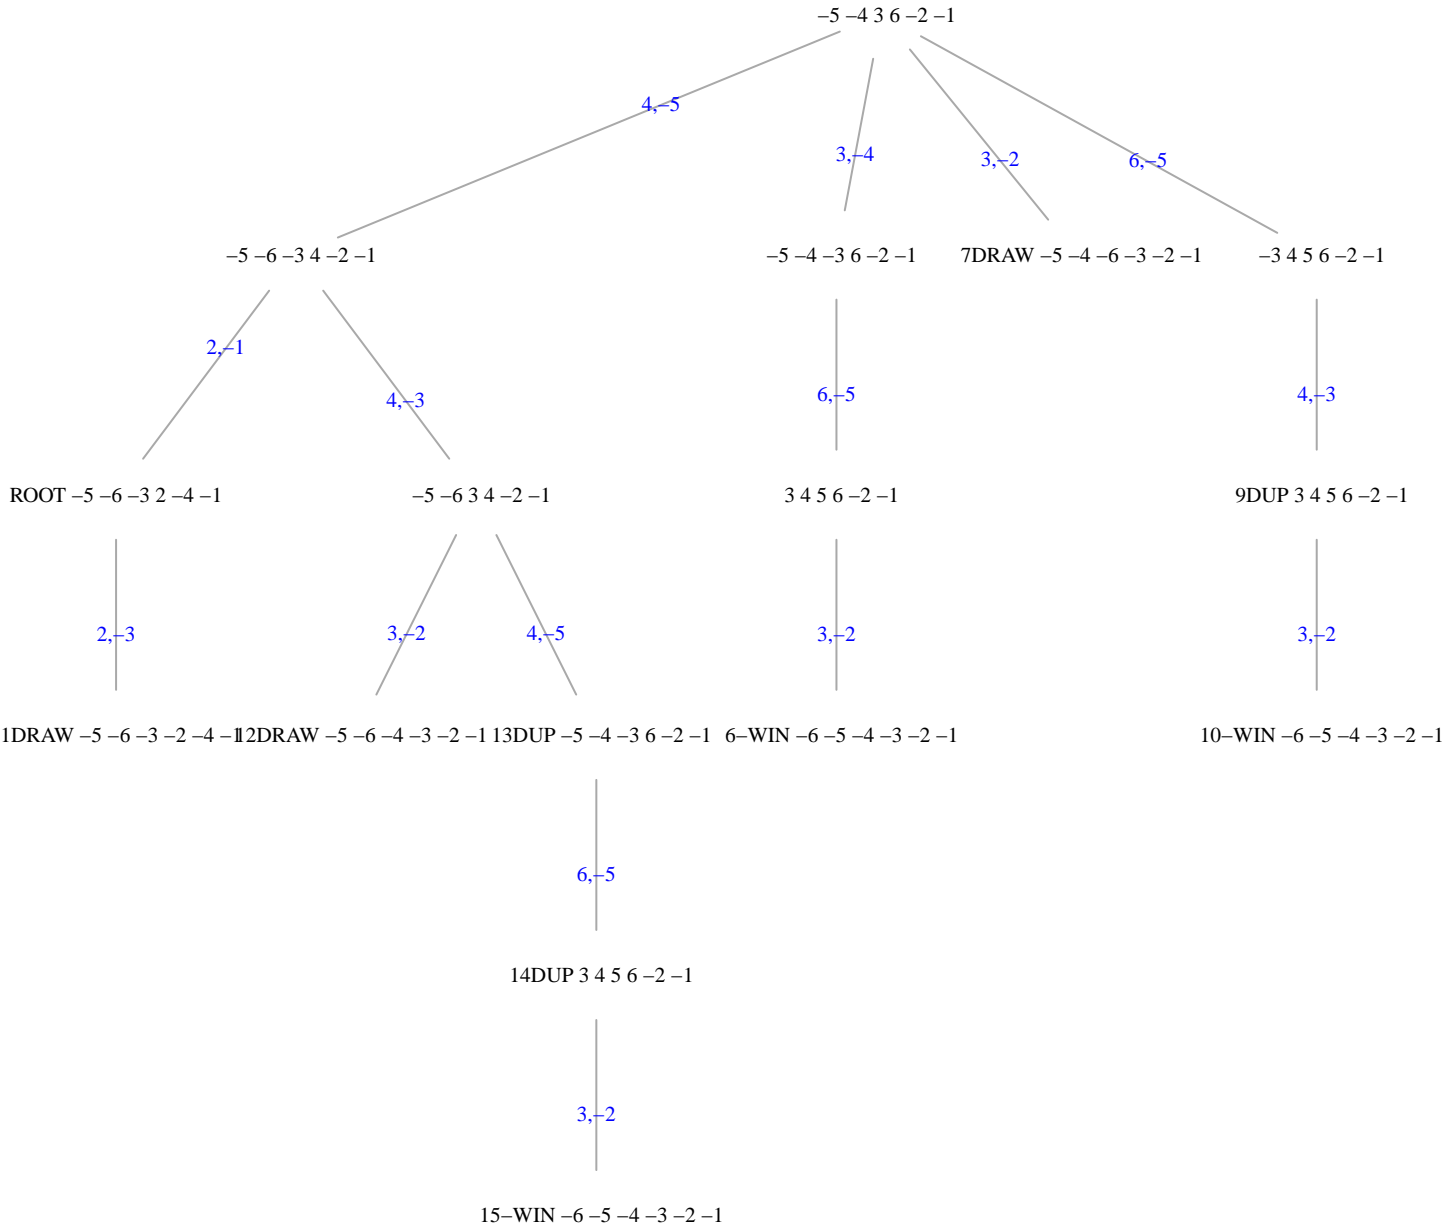 –5 –4 3 6 –2 –1
4,–5
3,–4
3,–2
6,–5
–5 –6 –3 4 –2 –1
–5 –4 –3 6 –2 –1
7DRAW –5 –4 –6 –3 –2 –1
–3 4 5 6 –2 –1
2,–1
4,–3
6,–5
4,–3
ROOT –5 –6 –3 2 –4 –1
–5 –6 3 4 –2 –1
3 4 5 6 –2 –1
9DUP 3 4 5 6 –2 –1
2,–3
3,–2
4,–5
3,–2
3,–2
1DRAW –5 –6 –3 –2 –4 –1
12DRAW –5 –6 –4 –3 –2 –1
13DUP –5 –4 –3 6 –2 –1
6–WIN –6 –5 –4 –3 –2 –1
10–WIN –6 –5 –4 –3 –2 –1
6,–5
14DUP 3 4 5 6 –2 –1
3,–2
15–WIN –6 –5 –4 –3 –2 –1